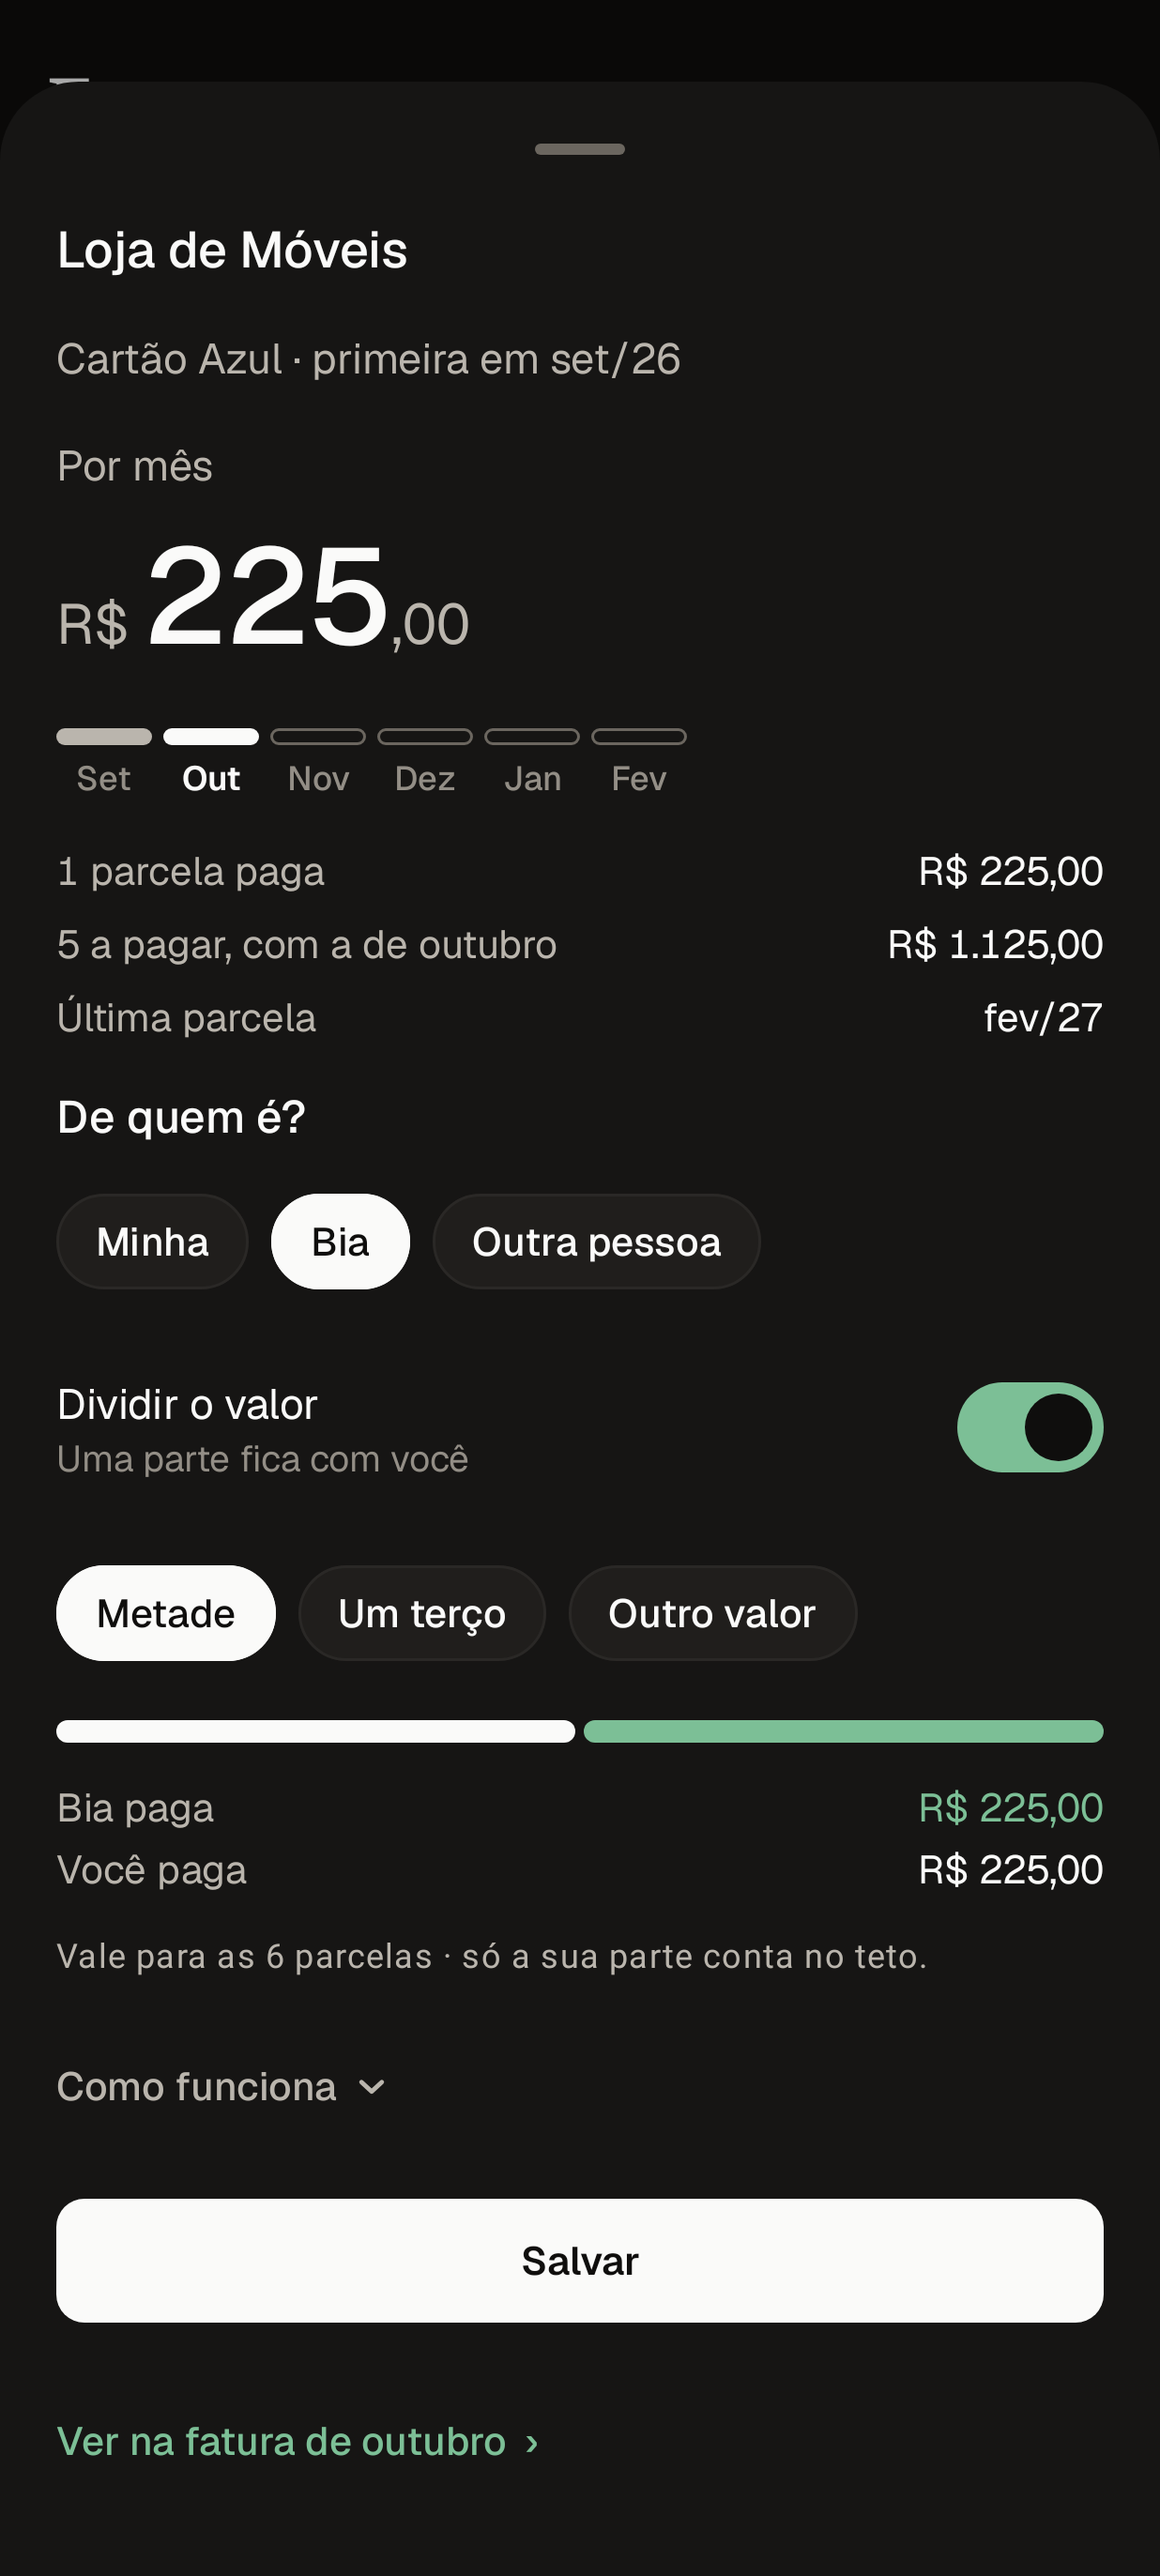 Loja de Móveis
Cartão Azul · primeira em set/26
Por mês
R$ 225,00
Set Out Nov Dez Jan Fev
1 parcela paga R$ 225,00
5 a pagar, com a de outubro R$ 1.125,00
Última parcela fev/27
De quem é?
Minha Bia Outra pessoa
Dividir o valor
Uma parte fica com você
Metade Um terço Outro valor
Bia paga R$ 225,00
Você paga R$ 225,00
Vale para as 6 parcelas · só a sua parte conta no teto.
Como funciona
Salvar
Ver na fatura de outubro ›